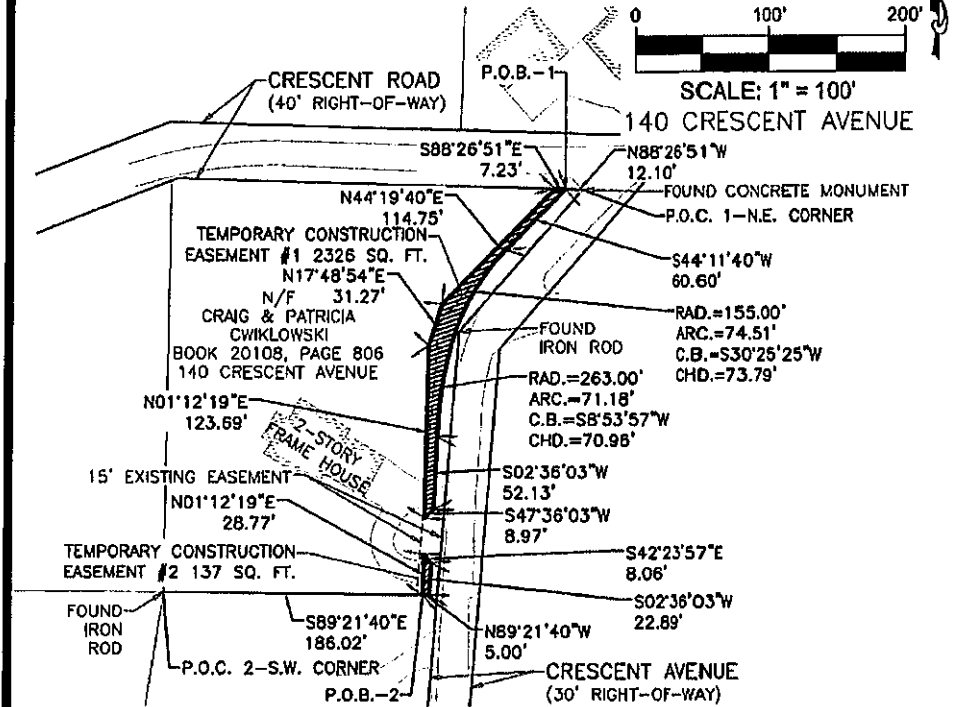 0 100' 200'
SCALE: 1" = 100'
140 CRESCENT AVENUE
CRESCENT ROAD
(40' RIGHT-OF-WAY)
P.O.B.-1
S88°26'51"E
7.23'
N88°26'51"W
12.10'
FOUND CONCRETE MONUMENT
P.O.C. 1-N.E. CORNER
N44°19'40"E
114.75'
TEMPORARY CONSTRUCTION
EASEMENT #1 2326 SQ. FT.
N17°48'54"E
31.27'
N/F
CRAIG & PATRICIA
CWIKLOWSKI
BOOK 20108, PAGE 806
140 CRESCENT AVENUE
S44°11'40"W
60.60'
RAD.=155.00'
ARC.=74.51'
C.B.=S30°25'25"W
CHD.=73.79'
FOUND
IRON ROD
RAD.=263.00'
ARC.=71.18'
C.B.=S8°53'57"W
CHD.=70.96'
N01°12'19"E
123.69'
2-STORY
FRAME HOUSE
15' EXISTING EASEMENT
S02°36'03"W
52.13'
N01°12'19"E
28.77'
S47°36'03"W
8.97'
TEMPORARY CONSTRUCTION
EASEMENT #2 137 SQ. FT.
S42°23'57"E
8.06'
S02°36'03"W
22.89'
FOUND
IRON
ROD
S89°21'40"E
186.02'
N89°21'40"W
5.00'
P.O.C. 2-S.W. CORNER
P.O.B.-2
CRESCENT AVENUE
(30' RIGHT-OF-WAY)